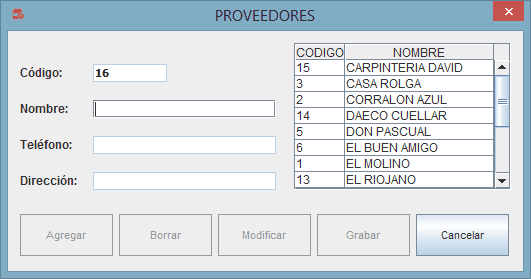 PROVEEDORES
Código: 16
Nombre:
Teléfono:
Dirección:
CODIGO NOMBRE
15 CARPINTERIA DAVID
3 CASA ROLGA
2 CORRALON AZUL
14 DAECO CUELLAR
5 DON PASCUAL
6 EL BUEN AMIGO
1 EL MOLINO
13 EL RIOJANO
Agregar Borrar Modificar Grabar Cancelar